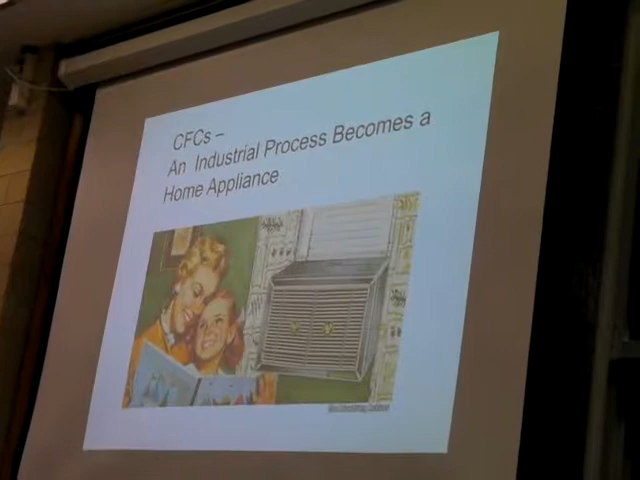 CFCs –
An Industrial Process Becomes a
Home Appliance